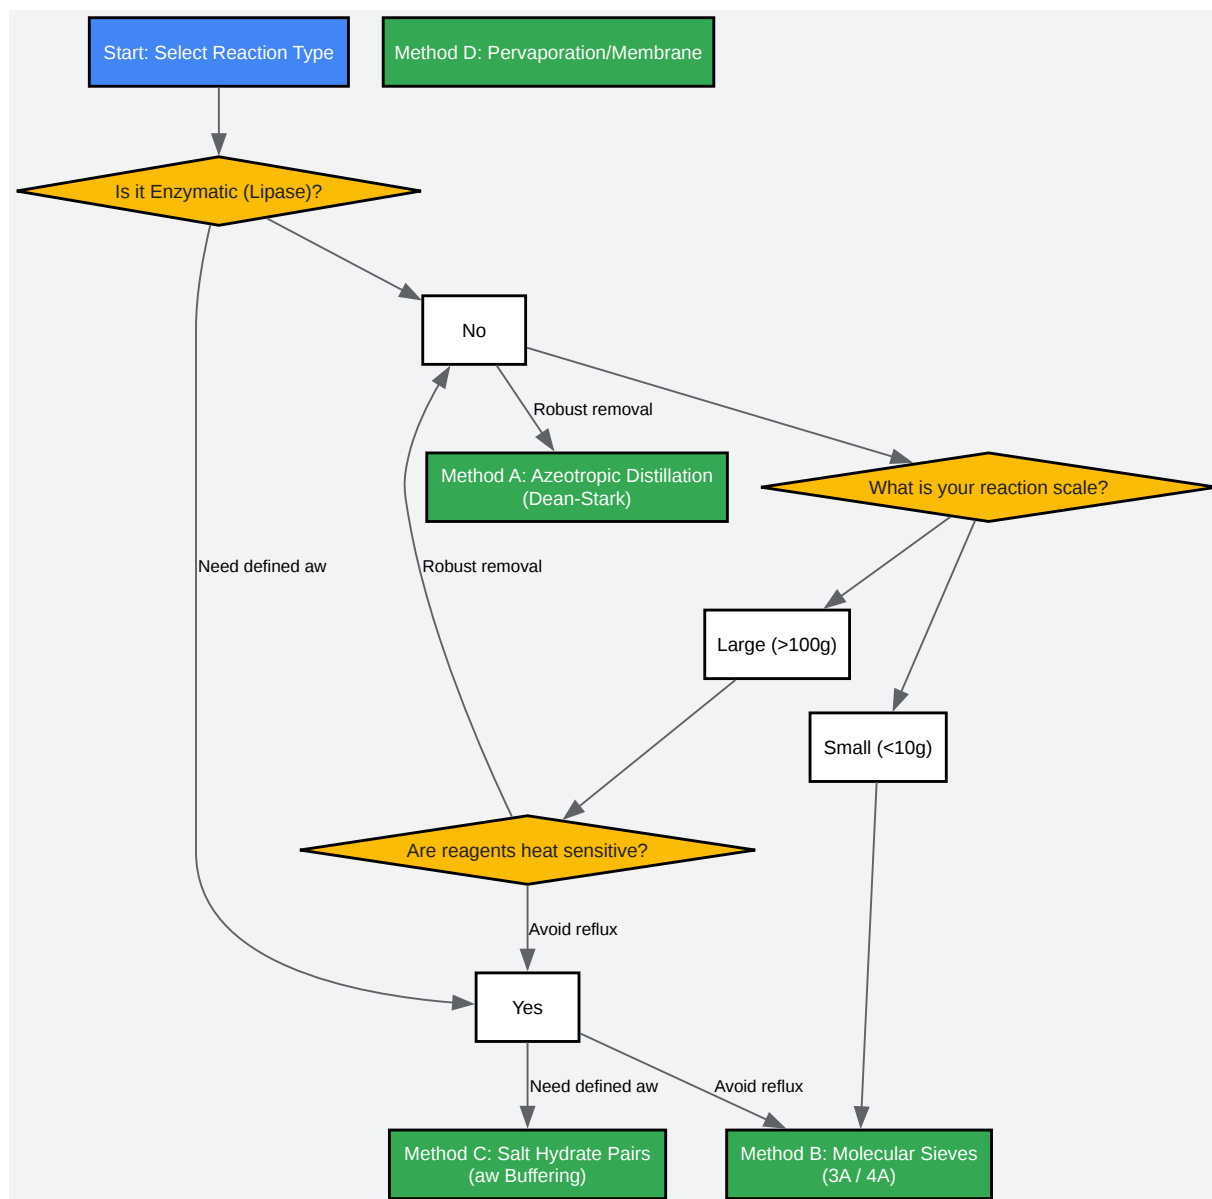 Start: Select Reaction Type
Method D: Pervaporation/Membrane
Is it Enzymatic (Lipase)?
No
Robust removal
Method A: Azeotropic Distillation
(Dean-Stark)
What is your reaction scale?
Need defined aw
Robust removal
Large (>100g)
Small (<10g)
Are reagents heat sensitive?
Avoid reflux
Yes
Need defined aw
Avoid reflux
Method C: Salt Hydrate Pairs
(aw Buffering)
Method B: Molecular Sieves
(3A / 4A)